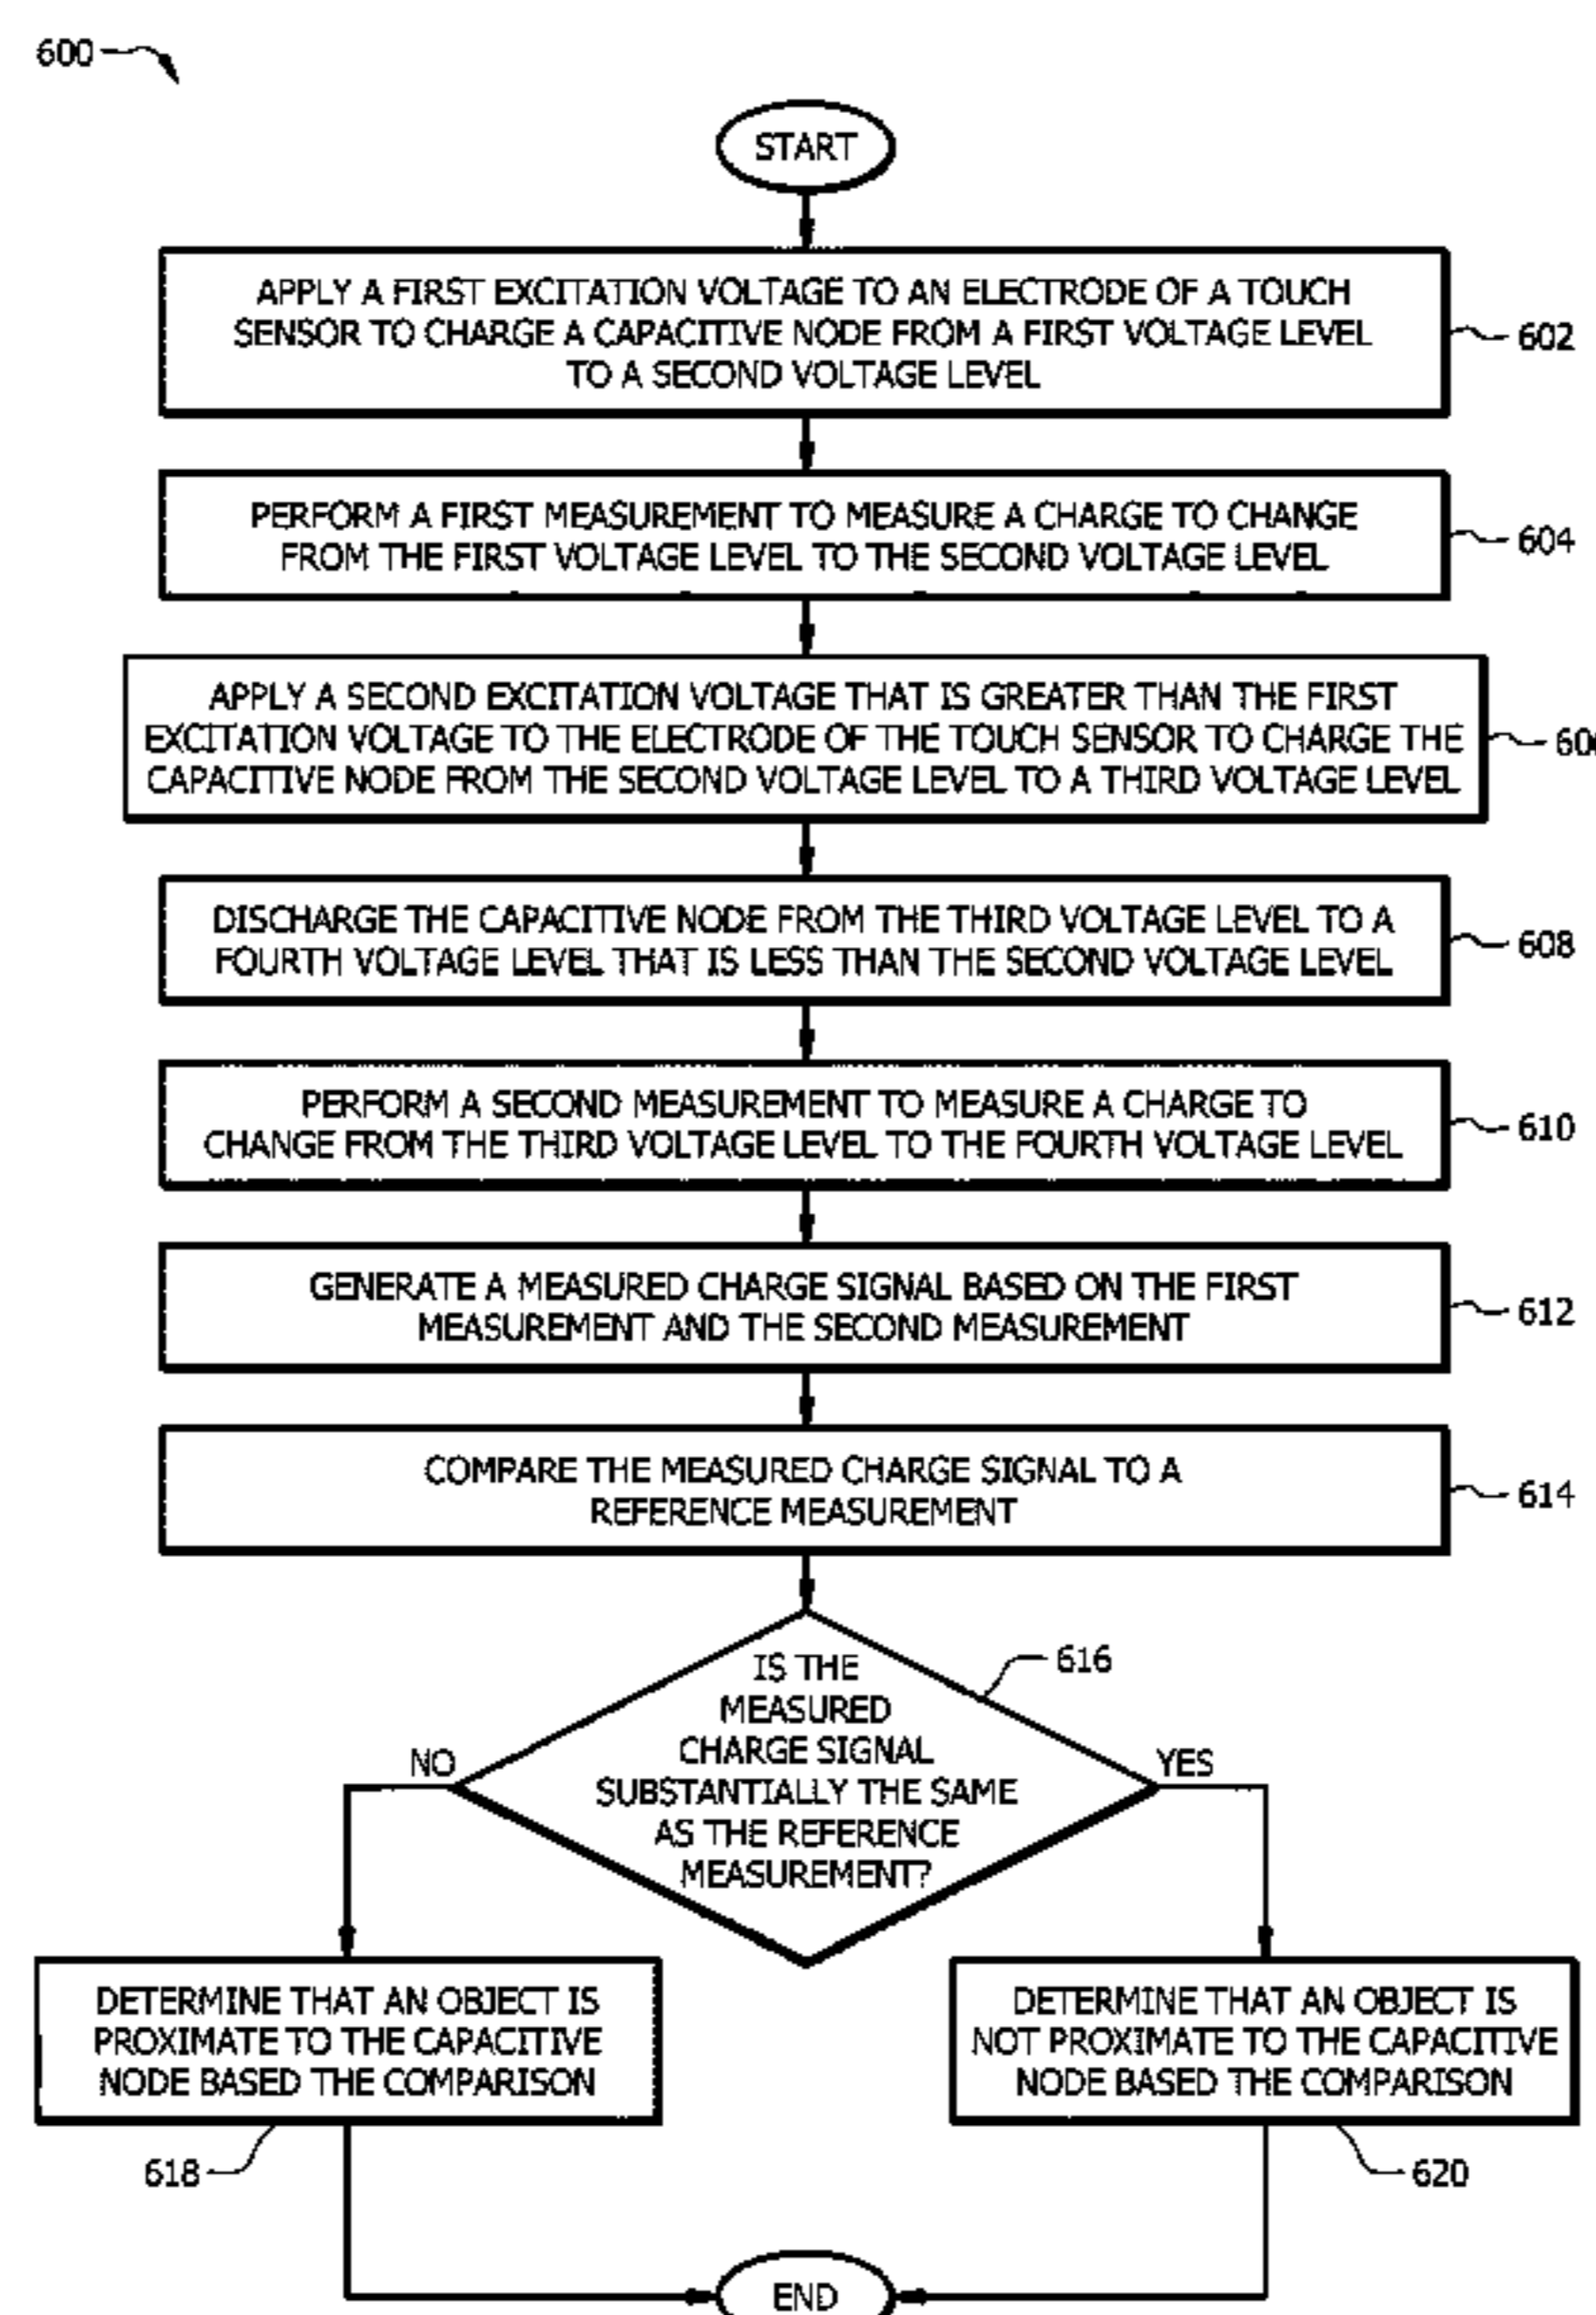 600
START
APPLY A FIRST EXCITATION VOLTAGE TO AN ELECTRODE OF A TOUCH
SENSOR TO CHARGE A CAPACITIVE NODE FROM A FIRST VOLTAGE LEVEL
TO A SECOND VOLTAGE LEVEL
602
PERFORM A FIRST MEASUREMENT TO MEASURE A CHARGE TO CHANGE
FROM THE FIRST VOLTAGE LEVEL TO THE SECOND VOLTAGE LEVEL
604
APPLY A SECOND EXCITATION VOLTAGE THAT IS GREATER THAN THE FIRST
EXCITATION VOLTAGE TO THE ELECTRODE OF THE TOUCH SENSOR TO CHARGE THE
CAPACITIVE NODE FROM THE SECOND VOLTAGE LEVEL TO A THIRD VOLTAGE LEVEL
DISCHARGE THE CAPACITIVE NODE FROM THE THIRD VOLTAGE LEVEL TO A
FOURTH VOLTAGE LEVEL THAT IS LESS THAN THE SECOND VOLTAGE LEVEL
608
PERFORM A SECOND MEASUREMENT TO MEASURE A CHARGE TO
CHANGE FROM THE THIRD VOLTAGE LEVEL TO THE FOURTH VOLTAGE LEVEL
610
GENERATE A MEASURED CHARGE SIGNAL BASED ON THE FIRST
MEASUREMENT AND THE SECOND MEASUREMENT
612
COMPARE THE MEASURED CHARGE SIGNAL TO A
REFERENCE MEASUREMENT
614
IS THE
MEASURED
CHARGE SIGNAL
SUBSTANTIALLY THE SAME
AS THE REFERENCE
MEASUREMENT?
616
NO
YES
DETERMINE THAT AN OBJECT IS
PROXIMATE TO THE CAPACITIVE
NODE BASED THE COMPARISON
618
DETERMINE THAT AN OBJECT IS
NOT PROXIMATE TO THE CAPACITIVE
NODE BASED THE COMPARISON
620
END